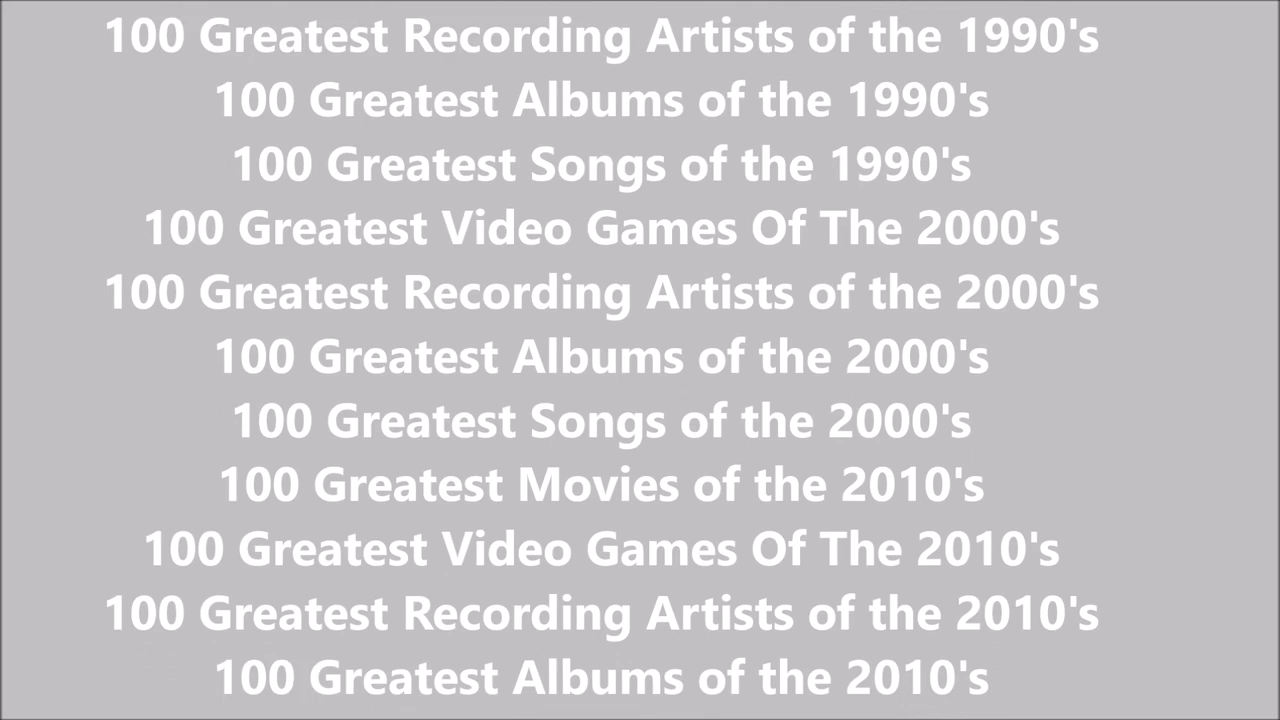 100 Greatest Recording Artists of the 1990's
100 Greatest Albums of the 1990's
100 Greatest Songs of the 1990's
100 Greatest Video Games Of The 2000's
100 Greatest Recording Artists of the 2000's
100 Greatest Albums of the 2000's
100 Greatest Songs of the 2000's
100 Greatest Movies of the 2010's
100 Greatest Video Games Of The 2010's
100 Greatest Recording Artists of the 2010's
100 Greatest Albums of the 2010's